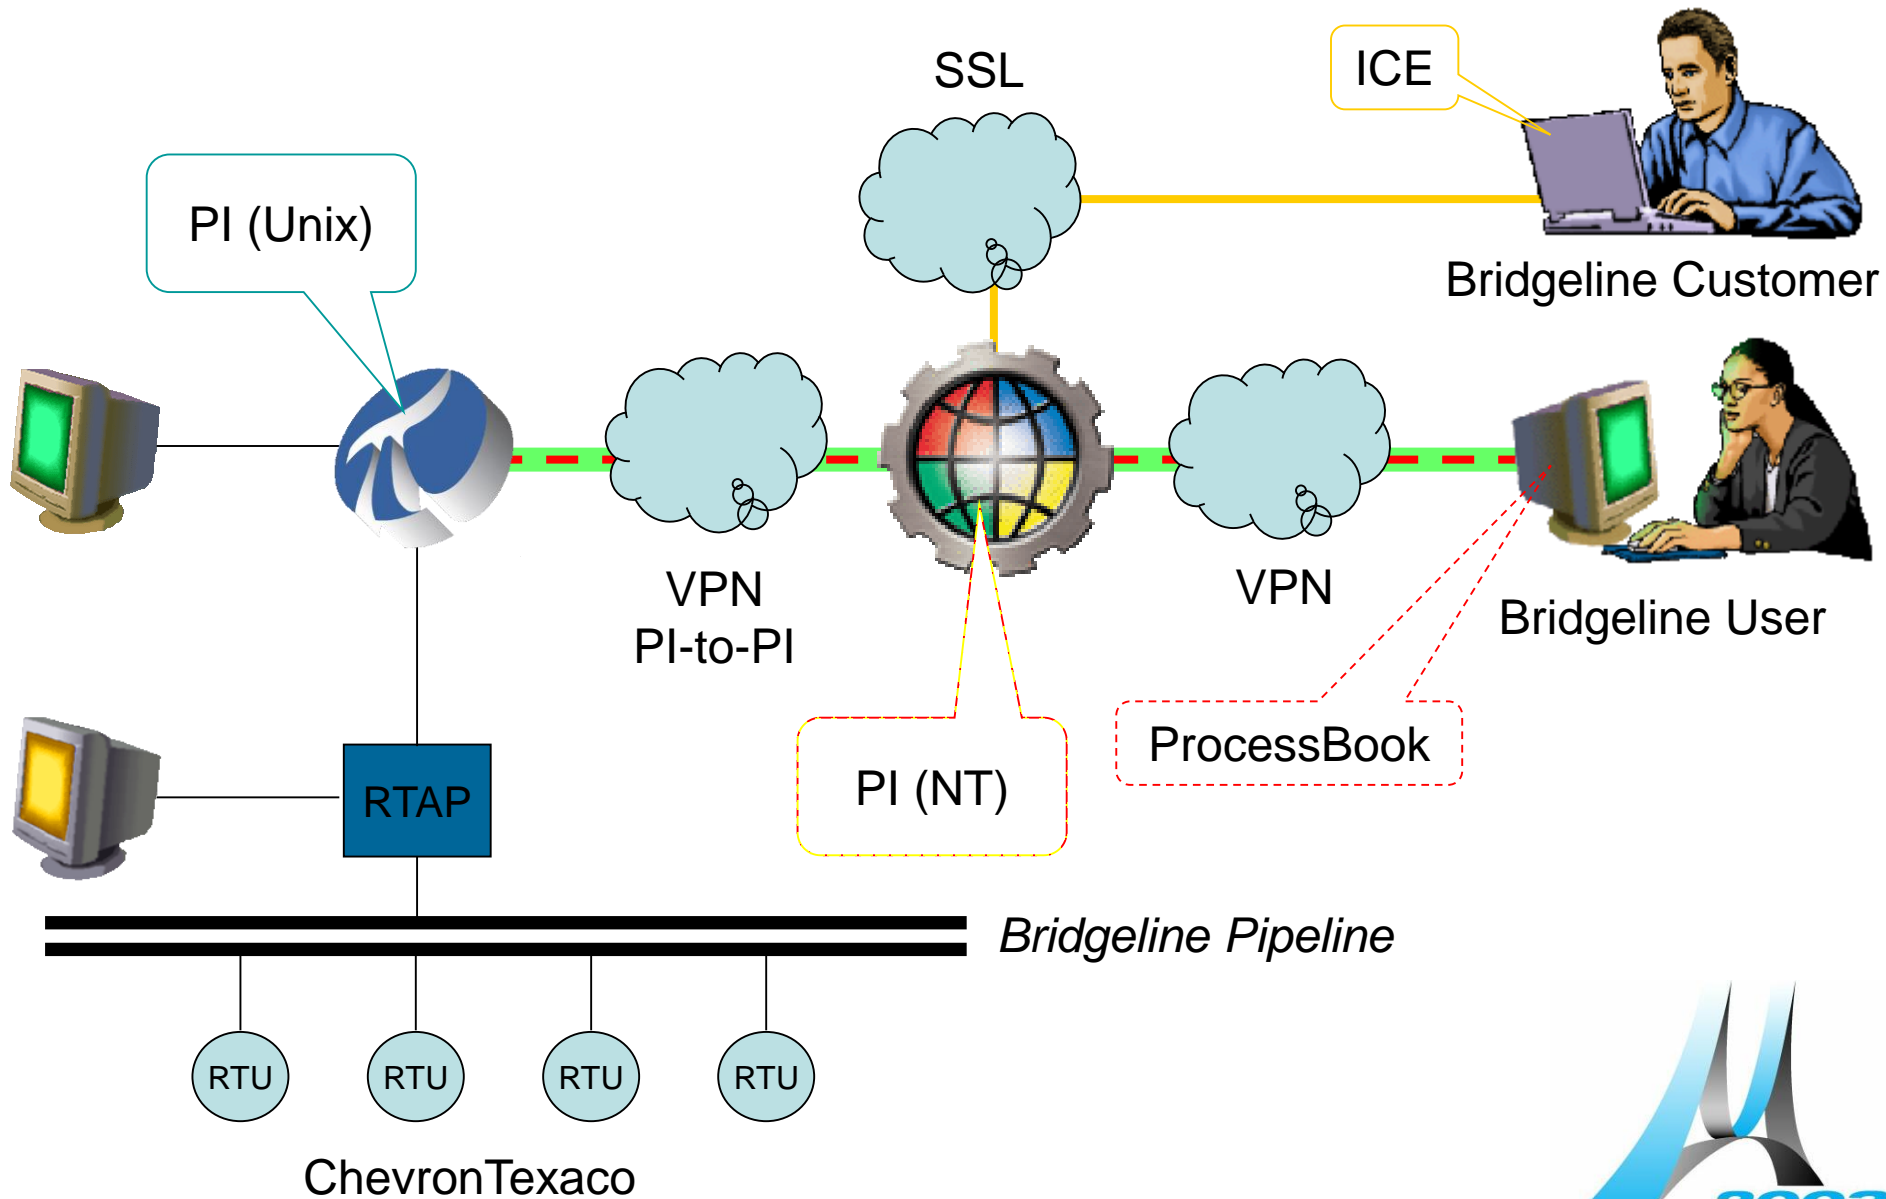 SSL
ICE
PI (Unix)
Bridgeline Customer
VPN
PI-to-PI
VPN
Bridgeline User
ProcessBook
PI (NT)
RTAP
Bridgeline Pipeline
RTU
RTU
RTU
RTU
ChevronTexaco